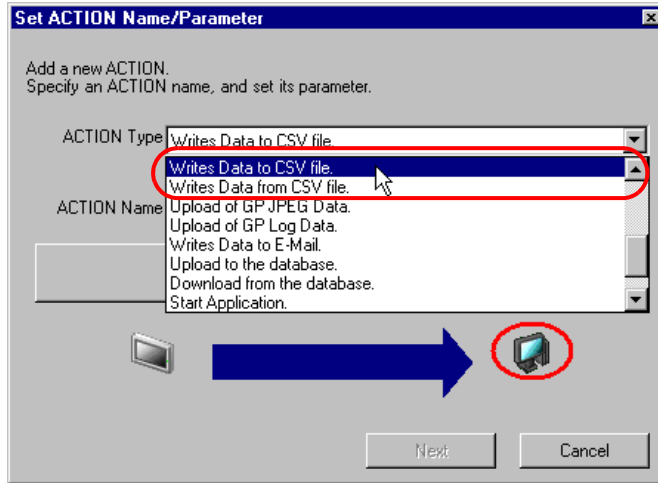 Set ACTION Name/Parameter
Add a new ACTION.
Specify an ACTION name, and set its parameter.
ACTION Type
Writes Data to CSV file.
Writes Data to CSV file.
Writes Data from CSV file.
ACTION Name
Upload of GP JPEG Data.
Upload of GP Log Data.
Writes Data to E-Mail.
Upload to the database.
Download from the database.
Start Application.
Next
Cancel